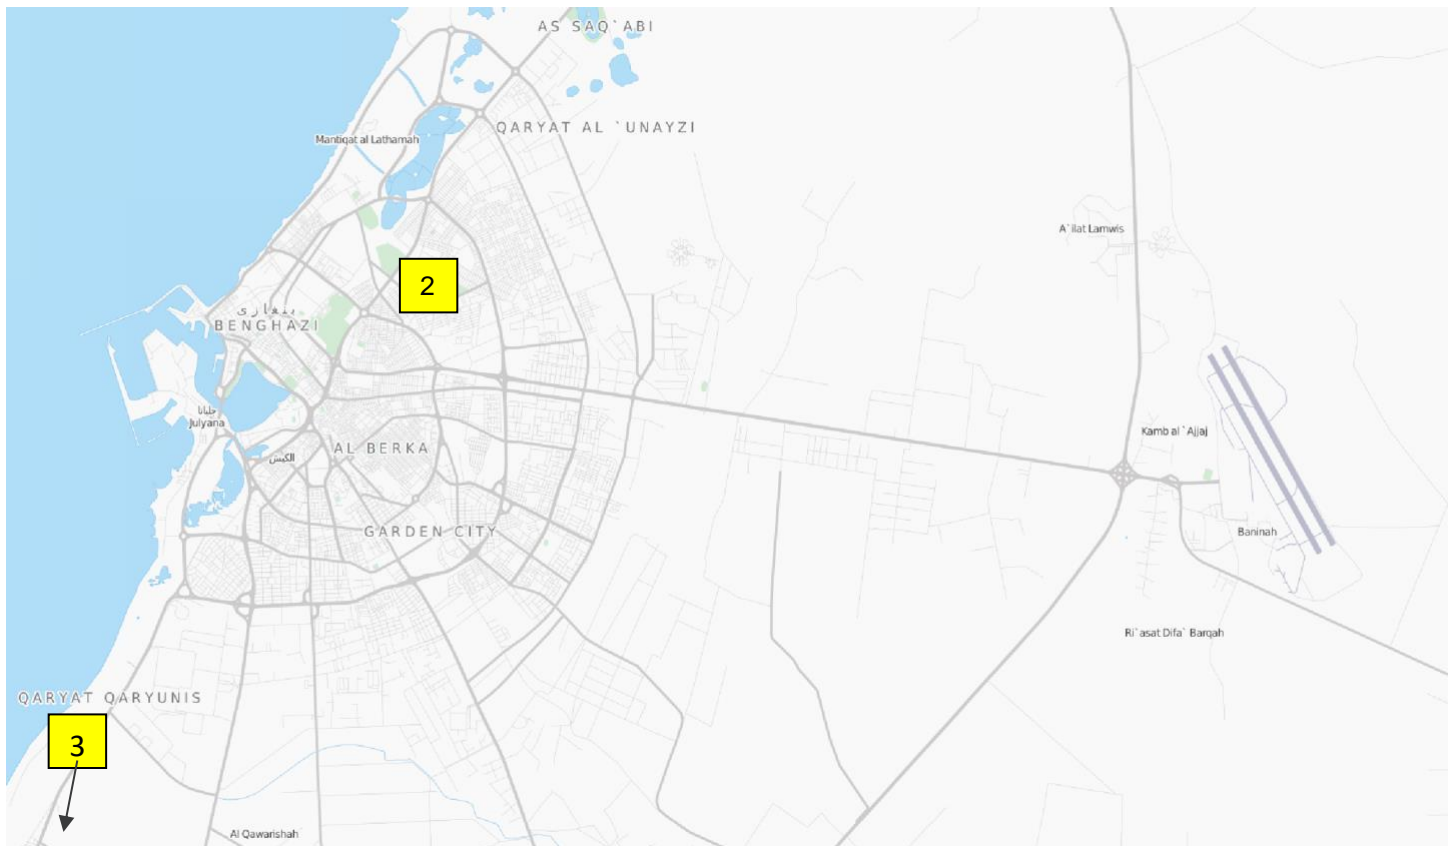 AS SAQ`ABI
QARYAT AL `UNAYZI
Mantiqat al Lathamah
A`ilat Lamwis
2
بنغازي
BENGHAZI
جليانا
Julyana
Kamb al `Ajjaj
AL BERKA
الكيش
GARDEN CITY
Baninah
Ri`asat Difa` Barqah
QARYAT QARYUNIS
3
Al Qawarishah